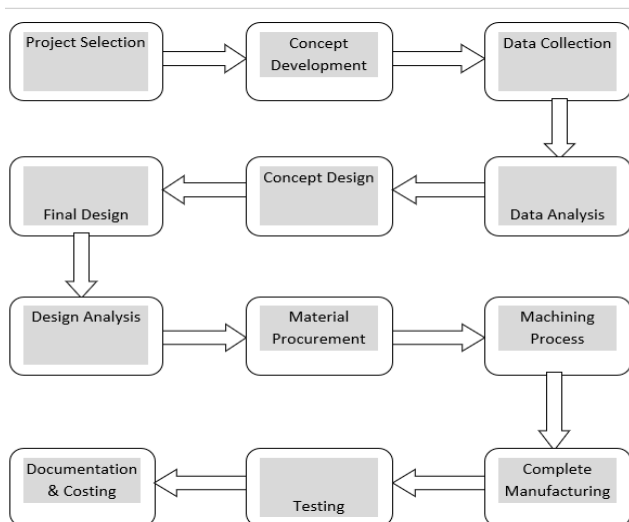 Project Selection
Concept
Development
Data Collection
Final Design
Concept Design
Data Analysis
Design Analysis
Material
Procurement
Machining
Process
Documentation
& Costing
Testing
Complete
Manufacturing